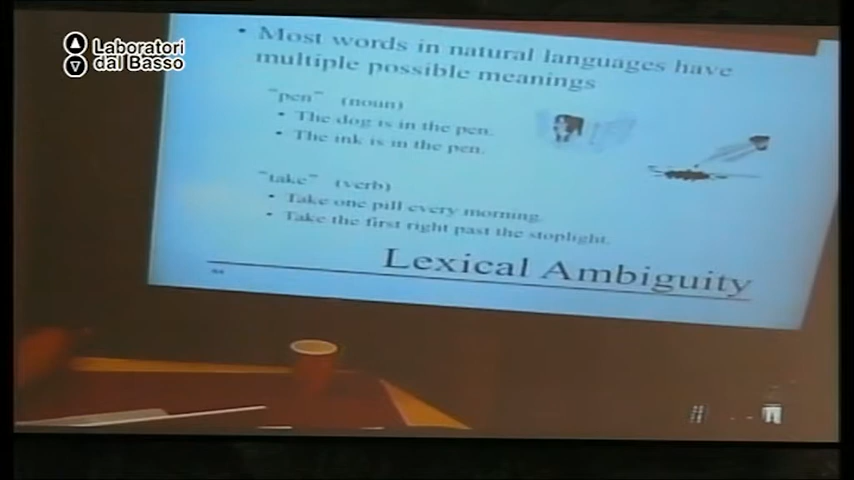 Laboratori
dal Basso
• Most words in natural languages have
multiple possible meanings
"pen" (noun)
• The dog is in the pen.
• The ink is in the pen.
"take" (verb)
• Take one pill every morning.
• Take the first right past the stoplight.
Lexical Ambiguity